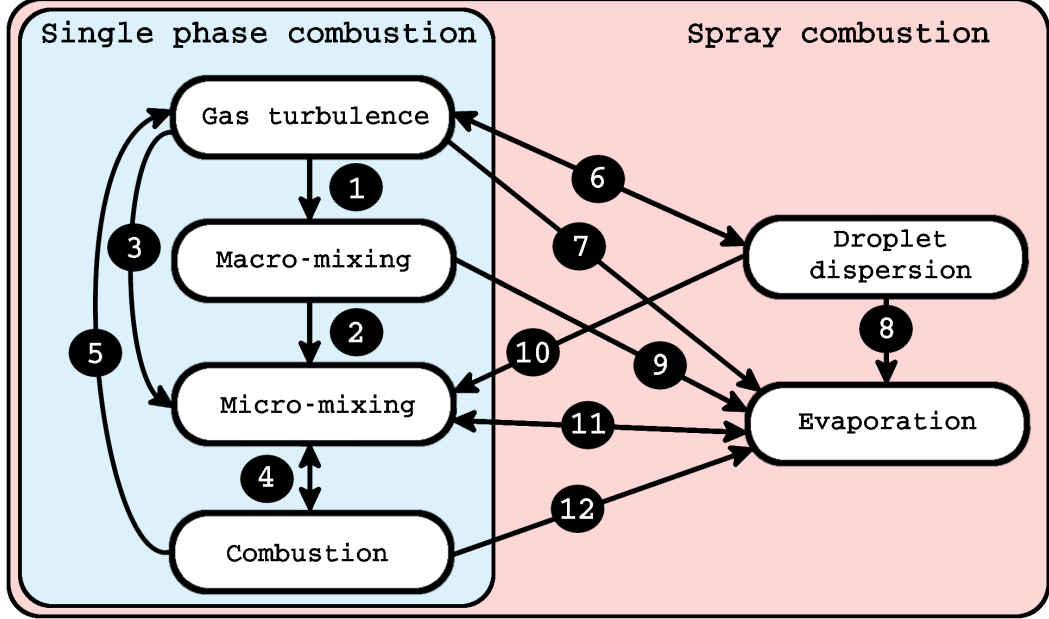 Single phase combustion
Spray combustion
Gas turbulence
1
6
3
Macro-mixing
7
Droplet
dispersion
2
8
5
10
9
Micro-mixing
11
Evaporation
4
12
Combustion